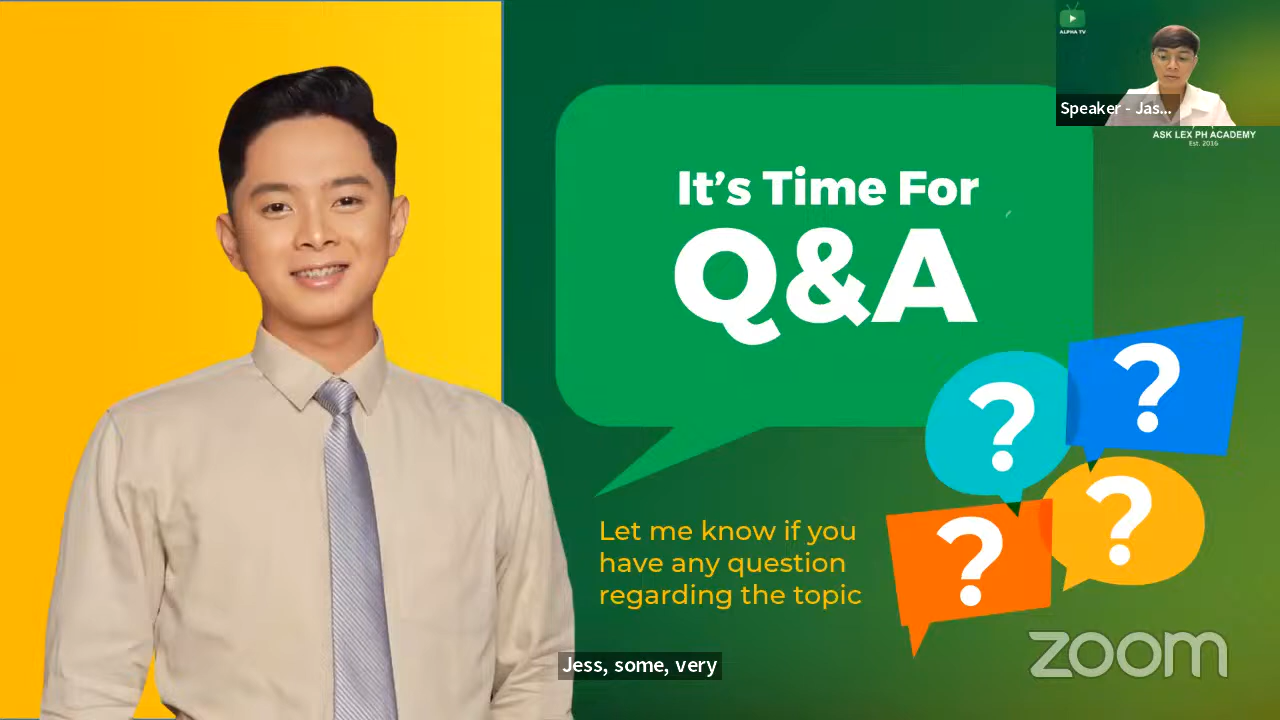 ALPHA TV
Speaker - Jas...
ASK LEX PH ACADEMY
Est. 2016
It's Time For
Q&A
?
?
?
?
Let me know if you
have any question
regarding the topic
zoom
Jess, some, very